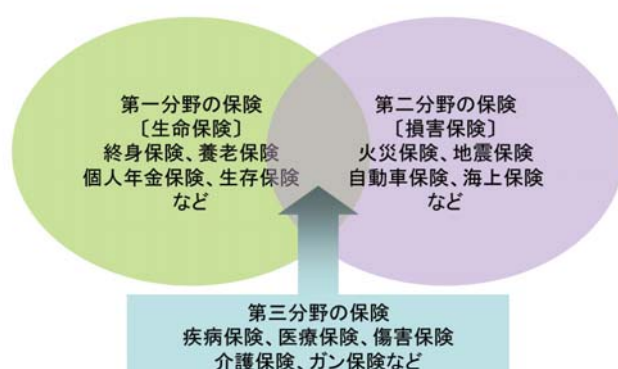 第一分野の保険
〔生命保険〕
終身保険、養老保険
個人年金保険、生存保険
など
第二分野の保険
［損害保険］
火災保険、地震保険
自動車保険、海上保険
など
第三分野の保険
疾病保険、医療保険、傷害保険
介護保険、ガン保険など